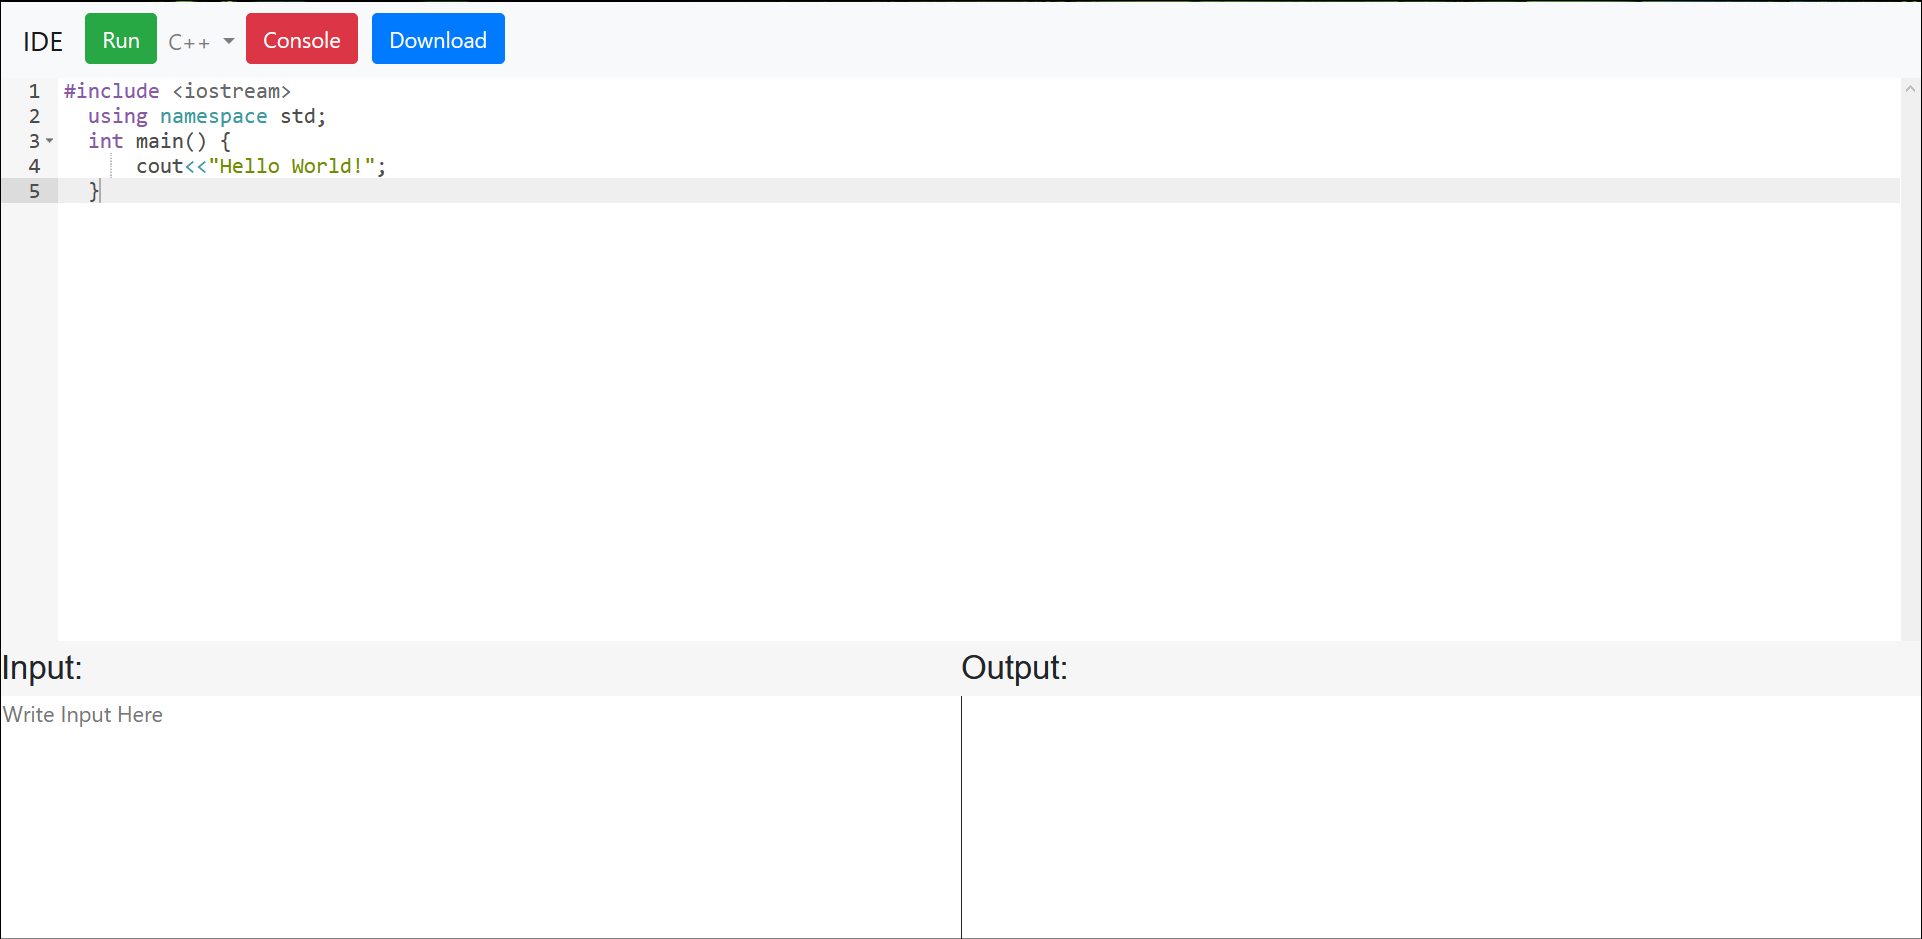 IDE Run C++ Console Download
1 #include <iostream>
2 using namespace std;
3 int main() {
4 cout<<"Hello World!";
5 }
Input:
Output:
Write Input Here